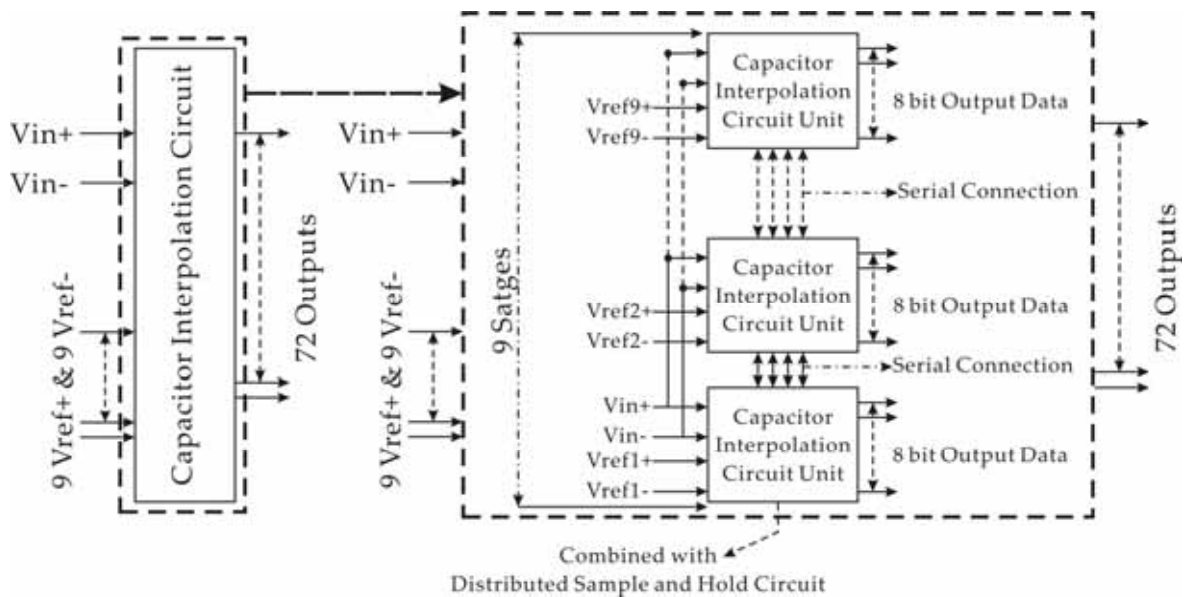 Vin+
Vin-
9 Vref+ & 9 Vref-
Capacitor Interpolation Circuit
72 Outputs
Vin+
Vin-
9 Vref+ & 9 Vref-
9 Satges
Capacitor
Interpolation
Circuit Unit
Vref9+
Vref9-
8 bit Output Data
Serial Connection
Capacitor
Interpolation
Circuit Unit
Vref2+
Vref2-
8 bit Output Data
Serial Connection
Vin+
Vin-
Vref1+
Vref1-
Capacitor
Interpolation
Circuit Unit
8 bit Output Data
72 Outputs
Combined with
Distributed Sample and Hold Circuit